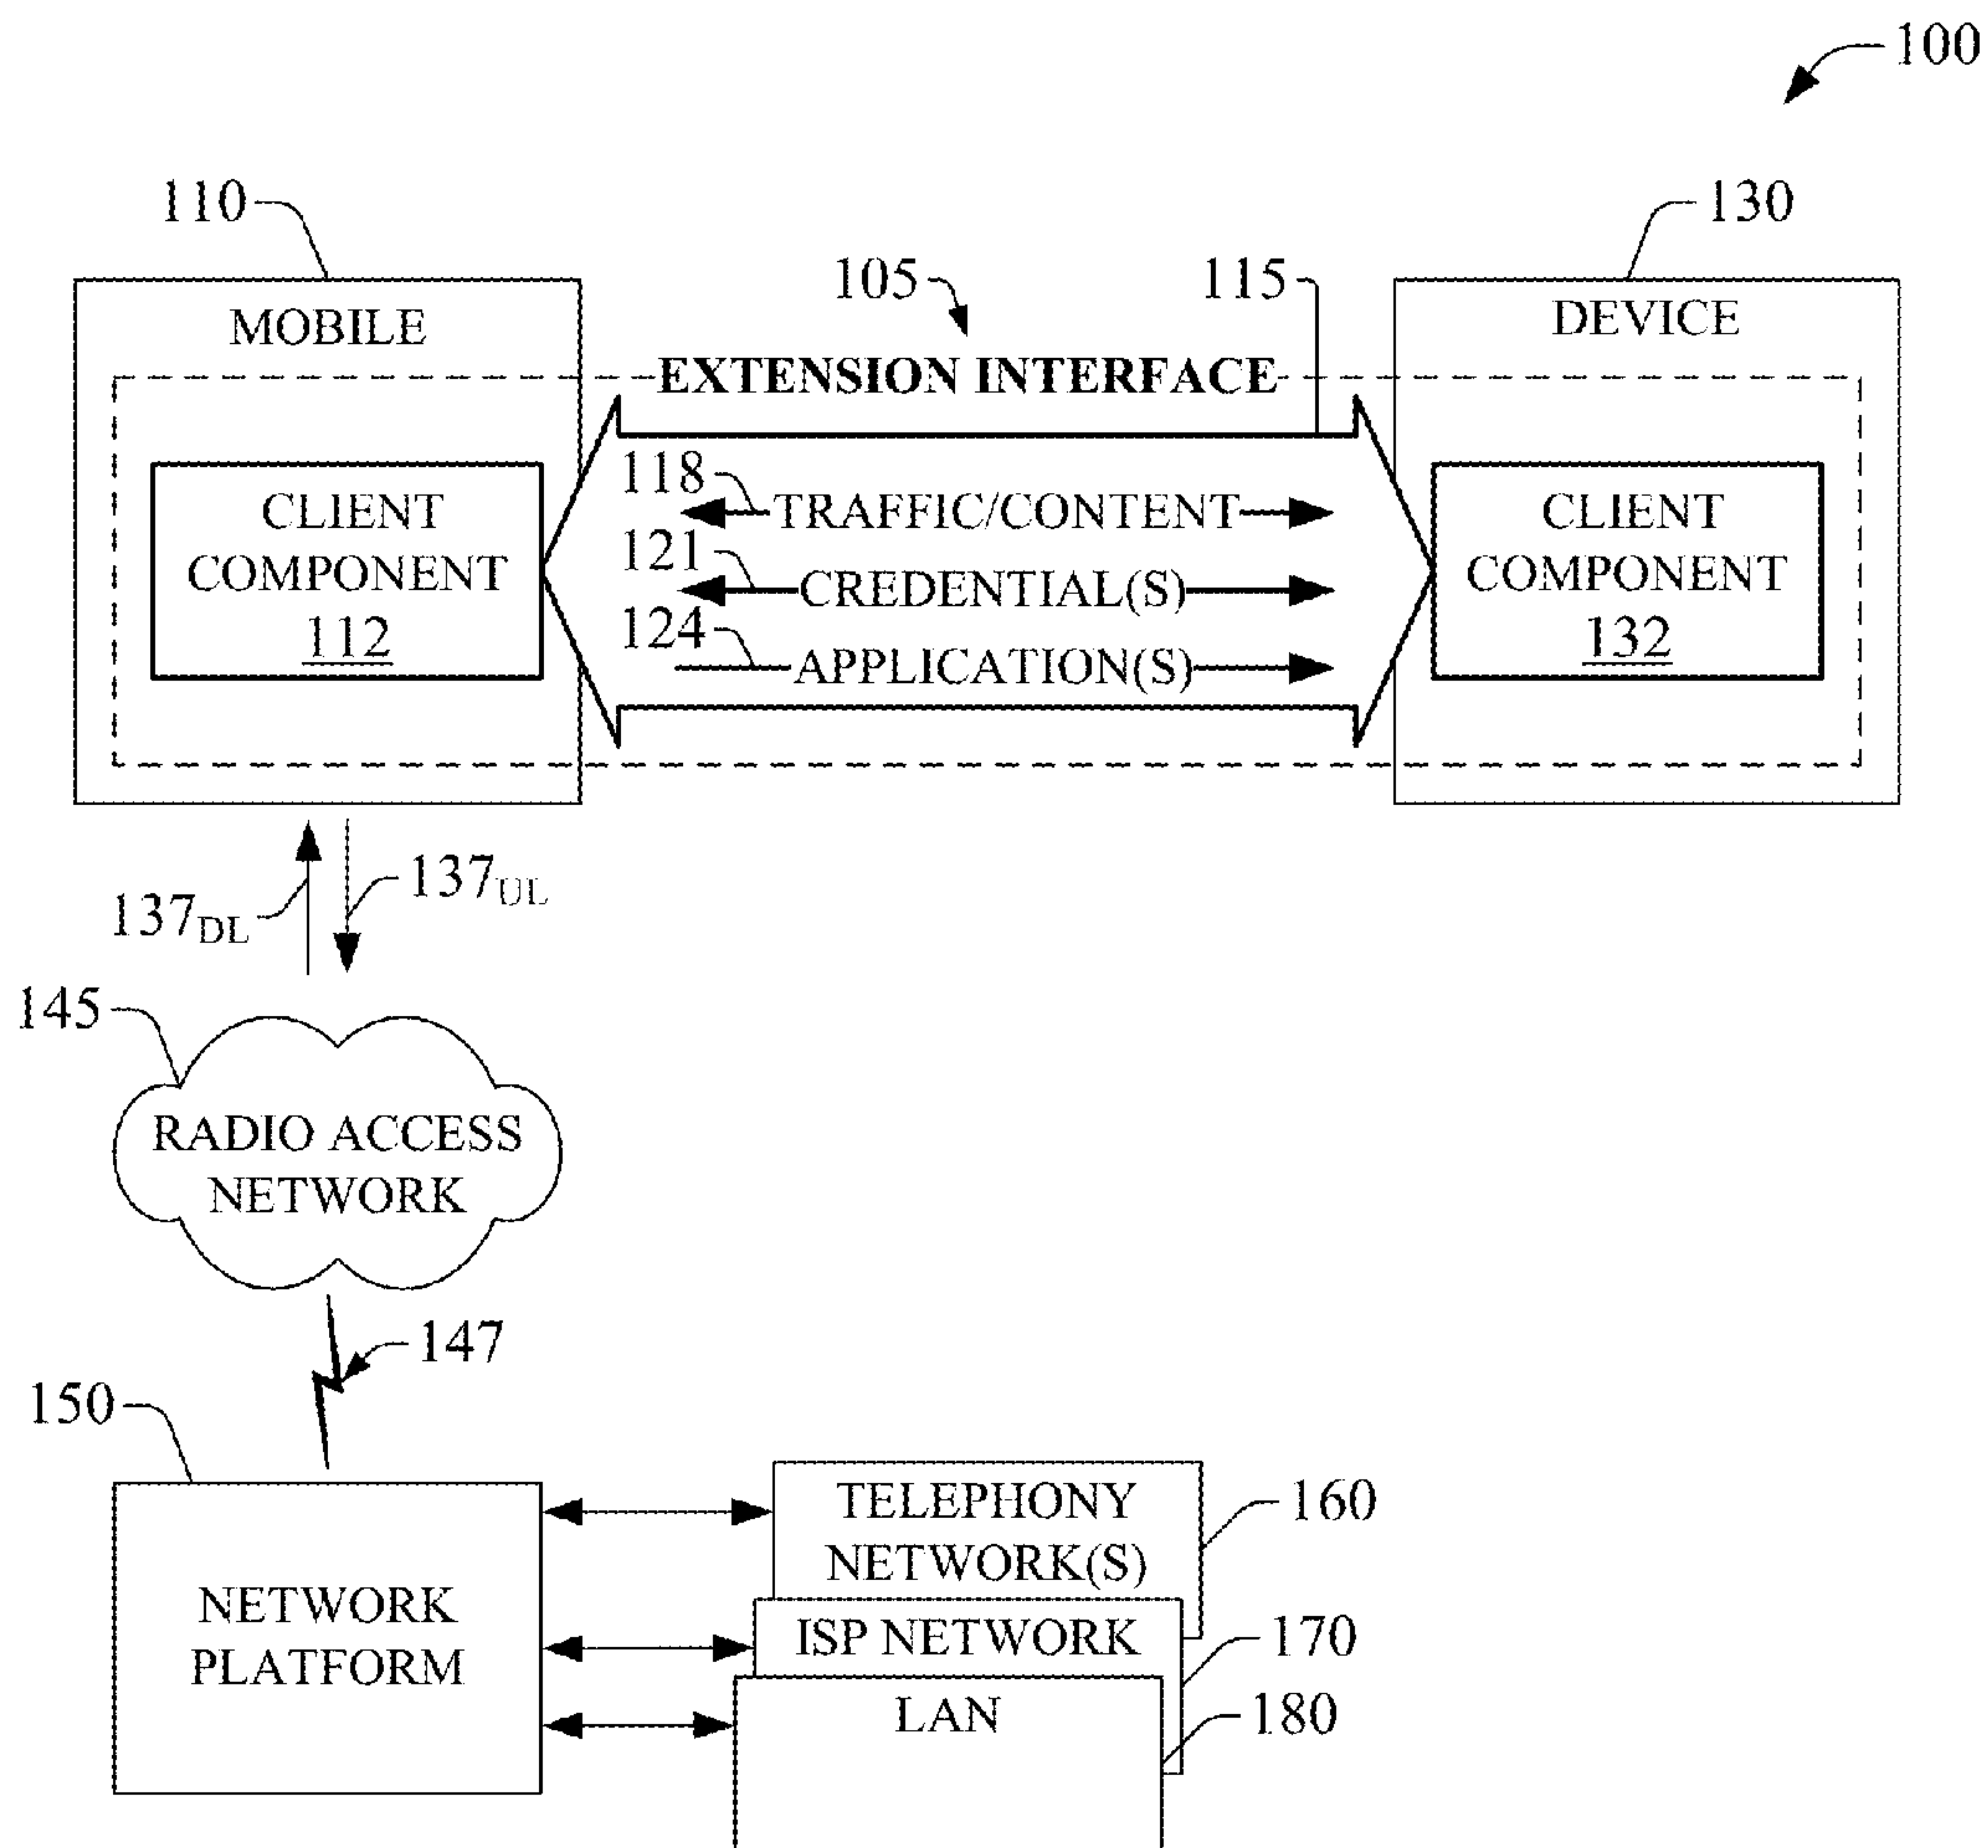 100
110
130
105
115
MOBILE
DEVICE
EXTENSION INTERFACE
118
TRAFFIC/CONTENT
CLIENT
COMPONENT
112
121
CREDENTIAL(S)
124
APPLICATION(S)
CLIENT
COMPONENT
132
137DL
137UL
145
RADIO ACCESS
NETWORK
147
150
NETWORK
PLATFORM
TELEPHONY
NETWORK(S)
160
ISP NETWORK
170
LAN
180